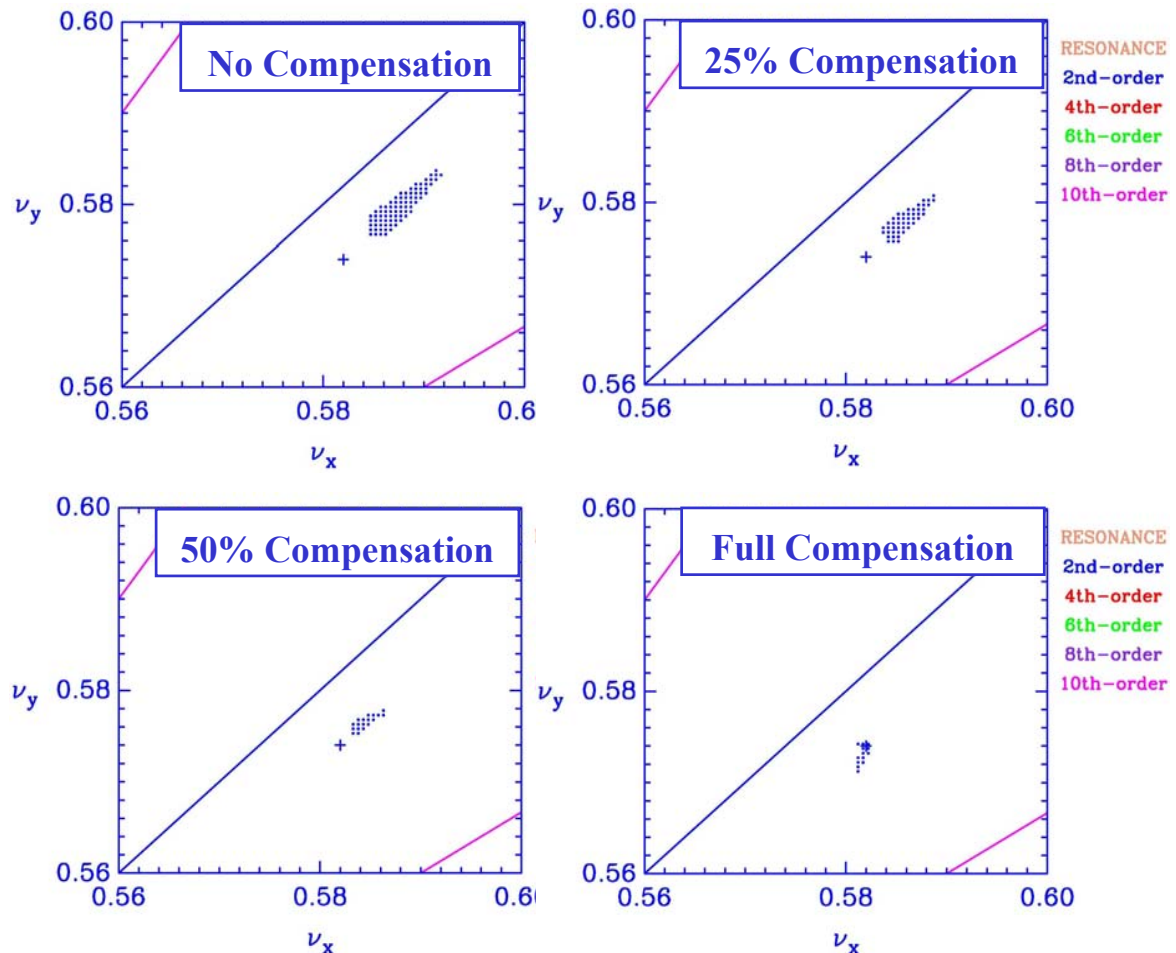 No Compensation
0.60
0.58
0.56
νy
0.56
0.58
0.6
νx
25% Compensation
0.60
0.58
0.56
νy
0.56
0.58
0.60
νx
RESONANCE
2nd-order
4th-order
6th-order
8th-order
10th-order
50% Compensation
0.60
0.58
0.56
νy
0.56
0.58
0.60
νx
Full Compensation
0.60
0.58
0.56
νy
0.56
0.58
0.60
νx
RESONANCE
2nd-order
4th-order
6th-order
8th-order
10th-order